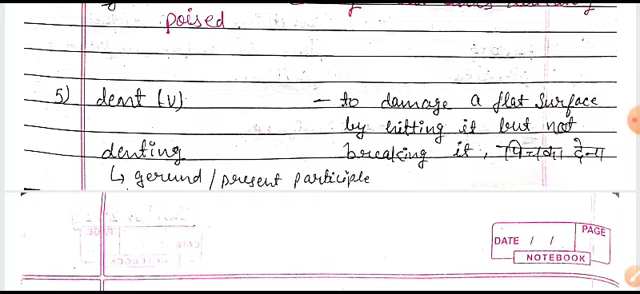 poised
5) dent (v) – to damage a flat surface
by hitting it but not
denting breaking it, पिचका देना
↳ gerund / present participle
PAGE
DATE / /
NOTEBOOK